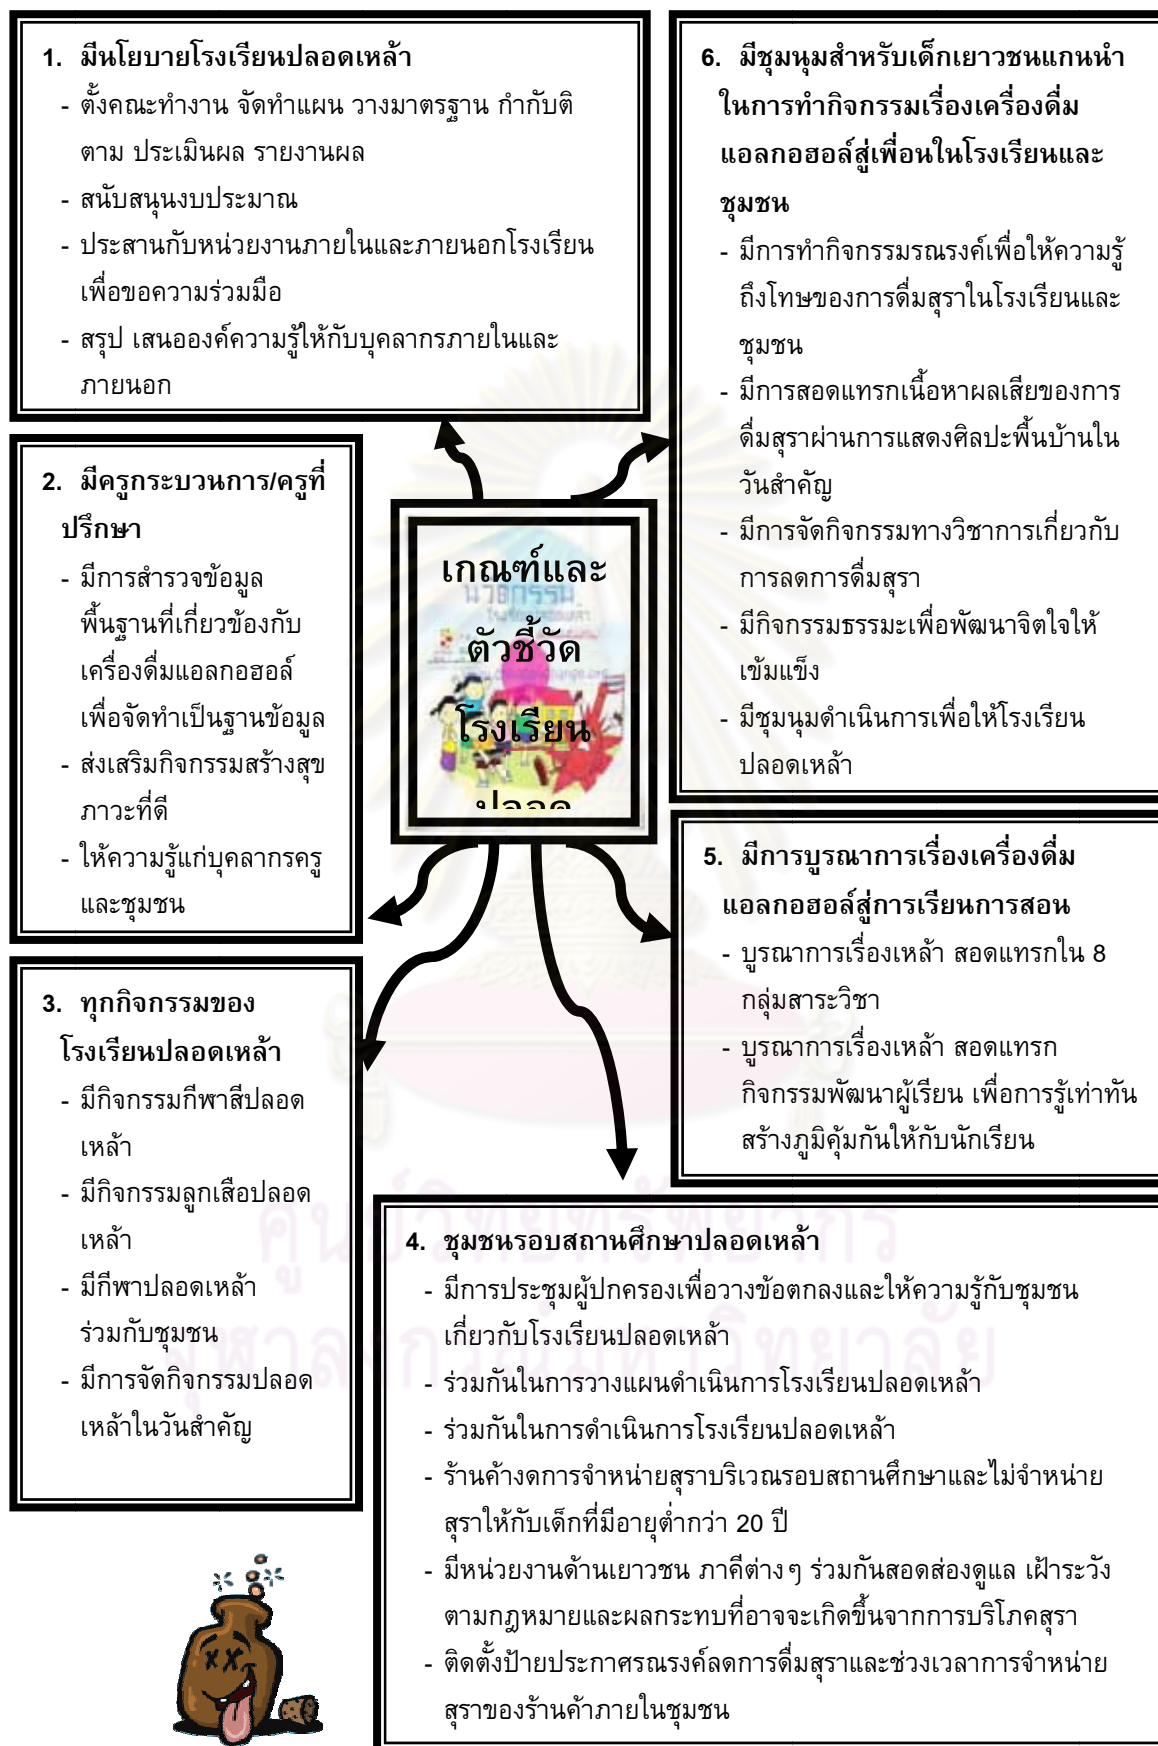 1. มีนโยบายโรงเรียนปลอดเหล้า
- ตั้งคณะทำงาน จัดทำแผน วางมาตรฐาน กำกับติ
ตาม ประเมินผล รายงานผล
- สนับสนุนงบประมาณ
- ประสานกับหน่วยงานภายในและภายนอกโรงเรียน
เพื่อขอความร่วมมือ
- สรุป เสนอองค์ความรู้ให้กับบุคลากรภายในและ
ภายนอก
2. มีครูกระบวนการ/ครูที่
ปรึกษา
- มีการสำรวจข้อมูล
พื้นฐานที่เกี่ยวข้องกับ
เครื่องดื่มแอลกอฮอล์
เพื่อจัดทำเป็นฐานข้อมูล
- ส่งเสริมกิจกรรมสร้างสุข
ภาวะที่ดี
- ให้ความรู้แก่บุคลากรครู
และชุมชน
3. ทุกกิจกรรมของ
โรงเรียนปลอดเหล้า
- มีกิจกรรมกีฬาสีปลอด
เหล้า
- มีกิจกรรมลูกเสือปลอด
เหล้า
- มีกีฬาปลอดเหล้า
ร่วมกับชุมชน
- มีการจัดกิจกรรมปลอด
เหล้าในวันสำคัญ
เกณฑ์และ
นวัตกรรม
ตัวชี้วัด
โรงเรียน
ปลอด
6. มีชุมนุมสำหรับเด็กเยาวชนแกนนำ
ในการทำกิจกรรมเรื่องเครื่องดื่ม
แอลกอฮอล์สู่เพื่อนในโรงเรียนและ
ชุมชน
- มีการทำกิจกรรมรณรงค์เพื่อให้ความรู้
ถึงโทษของการดื่มสุราในโรงเรียนและ
ชุมชน
- มีการสอดแทรกเนื้อหาผลเสียของการ
ดื่มสุราผ่านการแสดงศิลปะพื้นบ้านใน
วันสำคัญ
- มีการจัดกิจกรรมทางวิชาการเกี่ยวกับ
การลดการดื่มสุรา
- มีกิจกรรมธรรมะเพื่อพัฒนาจิตใจให้
เข้มแข็ง
- มีชุมนุมดำเนินการเพื่อให้โรงเรียน
ปลอดเหล้า
5. มีการบูรณาการเรื่องเครื่องดื่ม
แอลกอฮอล์สู่การเรียนการสอน
- บูรณาการเรื่องเหล้า สอดแทรกใน 8
กลุ่มสาระวิชา
- บูรณาการเรื่องเหล้า สอดแทรก
กิจกรรมพัฒนาผู้เรียน เพื่อการรู้เท่าทัน
สร้างภูมิคุ้มกันให้กับนักเรียน
4. ชุมชนรอบสถานศึกษาปลอดเหล้า
- มีการประชุมผู้ปกครองเพื่อวางข้อตกลงและให้ความรู้กับชุมชน
เกี่ยวกับโรงเรียนปลอดเหล้า
- ร่วมกันในการวางแผนดำเนินการโรงเรียนปลอดเหล้า
- ร่วมกันในการดำเนินการโรงเรียนปลอดเหล้า
- ร้านค้างดการจำหน่ายสุราบริเวณรอบสถานศึกษาและไม่จำหน่าย
สุราให้กับเด็กที่มีอายุต่ำกว่า 20 ปี
- มีหน่วยงานด้านเยาวชน ภาคีต่างๆ ร่วมกันสอดส่องดูแล เฝ้าระวัง
ตามกฎหมายและผลกระทบที่อาจจะเกิดขึ้นจากการบริโภคสุรา
- ติดตั้งป้ายประกาศรณรงค์ลดการดื่มสุราและช่วงเวลาการจำหน่าย
สุราของร้านค้าภายในชุมชน
ศูนย์วิทยทรัพยากร
จุฬาลงกรณ์มหาวิทยาลัย